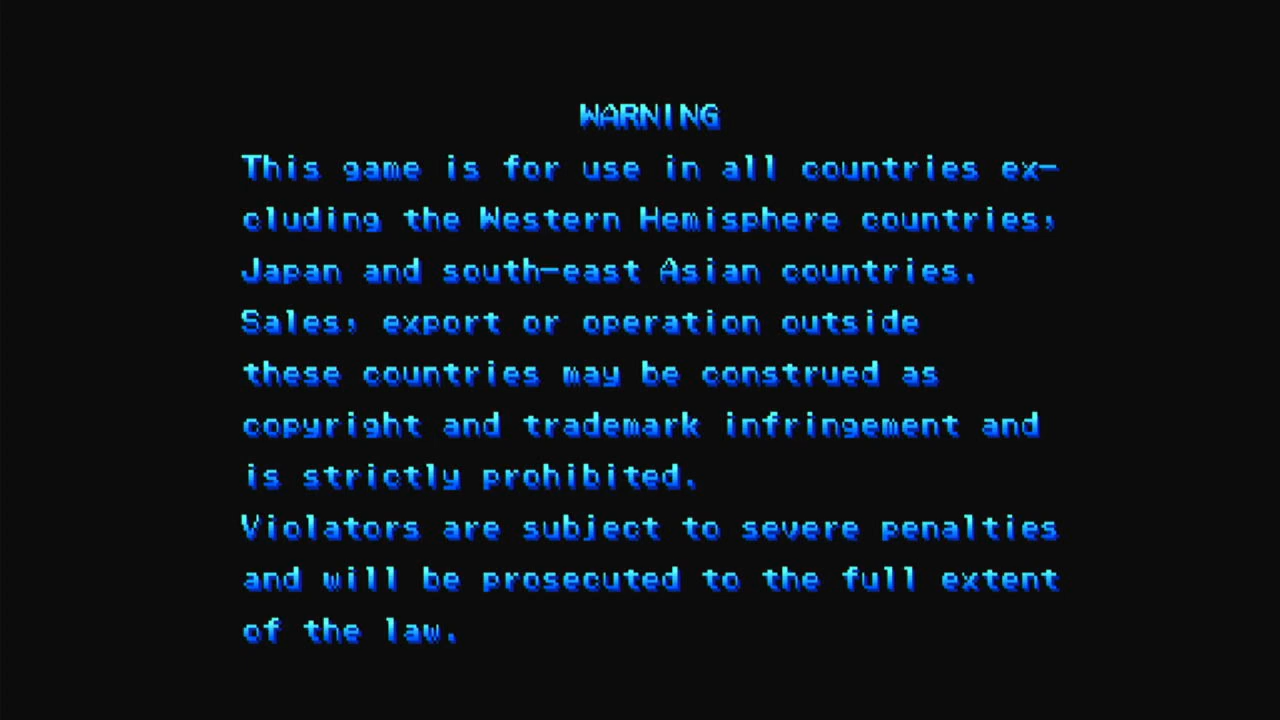 WARNING
This game is for use in all countries ex-
cluding the Western Hemisphere countries,
Japan and south-east Asian countries.
Sales, export or operation outside
these countries may be construed as
copyright and trademark infringement and
is strictly prohibited.
Violators are subject to severe penalties
and will be prosecuted to the full extent
of the law.